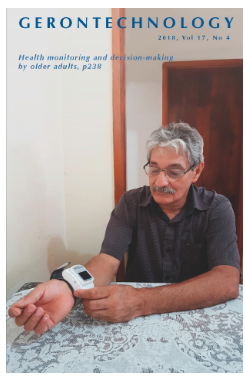 GERONTECHNOLOGY
2018, Vol 17, No 4
Health monitoring and decision-making
by older adults, p238